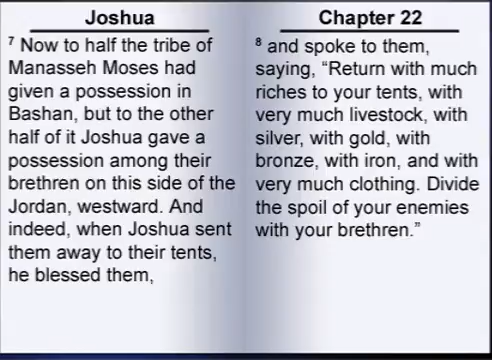 Joshua
⁷ Now to half the tribe of
Manasseh Moses had
given a possession in
Bashan, but to the other
half of it Joshua gave a
possession among their
brethren on this side of the
Jordan, westward. And
indeed, when Joshua sent
them away to their tents,
he blessed them,
Chapter 22
⁸ and spoke to them,
saying, “Return with much
riches to your tents, with
very much livestock, with
silver, with gold, with
bronze, with iron, and with
very much clothing. Divide
the spoil of your enemies
with your brethren.”